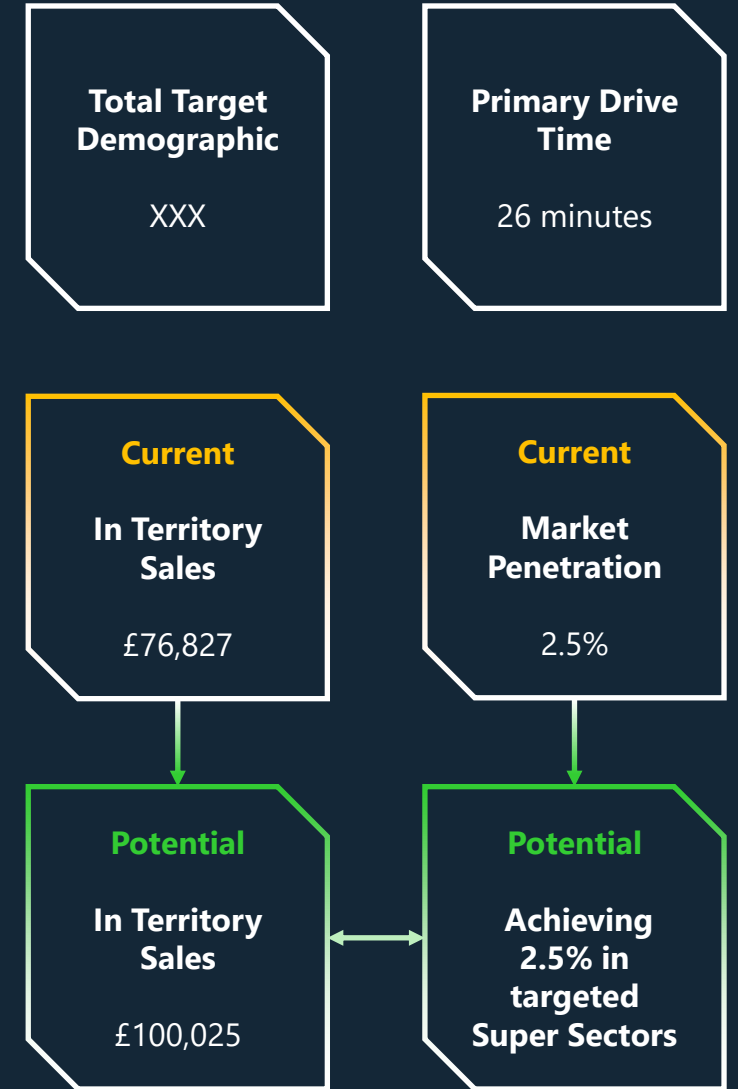 Total Target
Demographic
XXX
Primary Drive
Time
26 minutes
Current
In Territory
Sales
£76,827
Current
Market
Penetration
2.5%
Potential
In Territory
Sales
£100,025
Potential
Achieving
2.5% in
targeted
Super Sectors